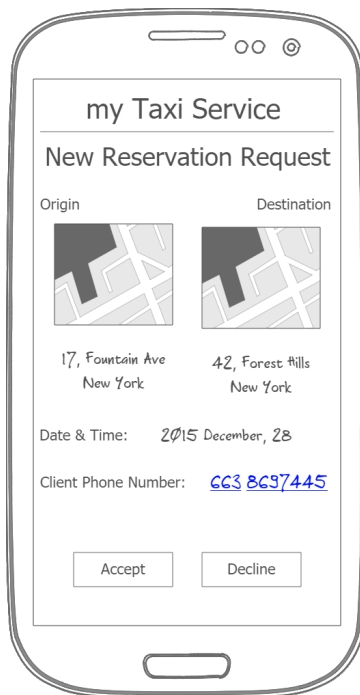 my Taxi Service
New Reservation Request
Origin Destination
17, Fountain Ave 42, Forest Hills
New York New York
Date & Time: 2015 December, 28
Client Phone Number: 663 8697445
Accept Decline